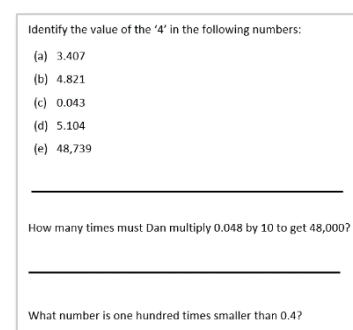 Identify the value of the ‘4’ in the following numbers:
(a) 3.407
(b) 4.821
(c) 0.043
(d) 5.104
(e) 48,739
How many times must Dan multiply 0.048 by 10 to get 48,000?
What number is one hundred times smaller than 0.4?